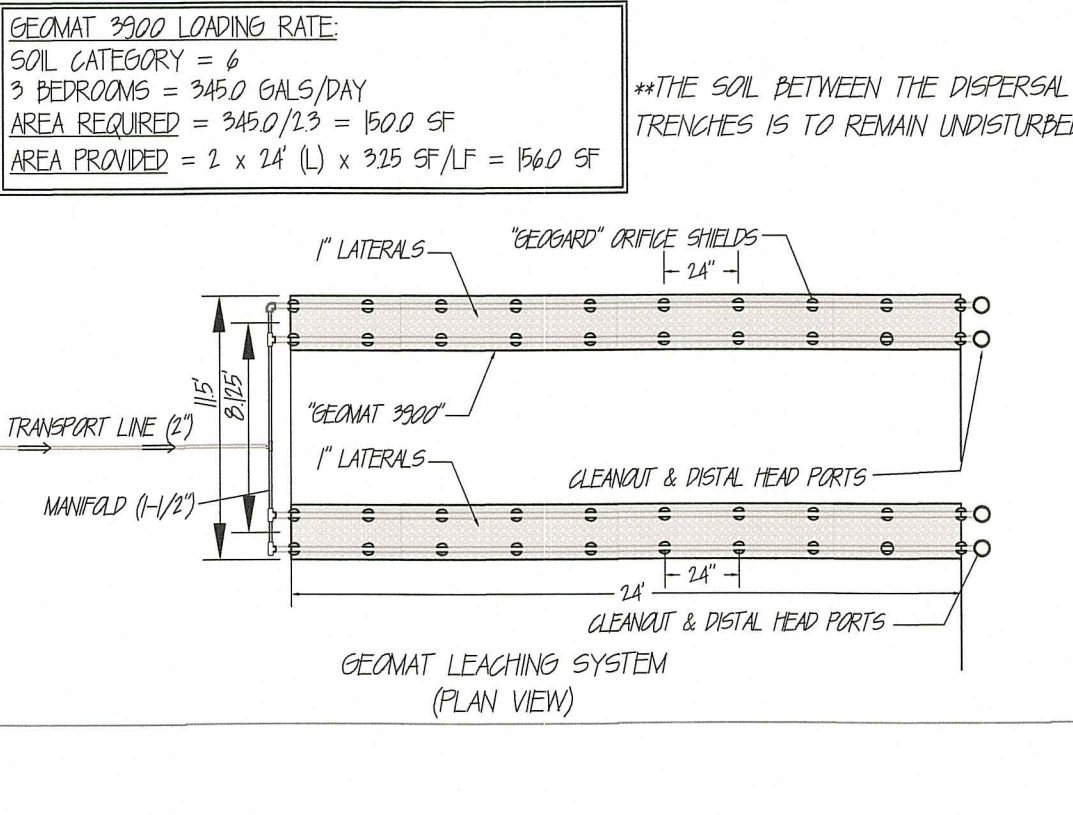 GEOMAT 3900 LOADING RATE:
SOIL CATEGORY = 6
3 BEDROOMS = 345.0 GALS/DAY
AREA REQUIRED = 345.0/2.3 = 150.0 SF
AREA PROVIDED = 2 x 24' (L) x 3.25 SF/LF = 156.0 SF
**THE SOIL BETWEEN THE DISPERSAL
TRENCHES IS TO REMAIN UNDISTURBED
1" LATERALS
"GEOGARD" ORIFICE SHIELDS
24"
11.5'
8.125'
"GEOMAT 3900"
TRANSPORT LINE (2")
1" LATERALS
CLEANOUT & DISTAL HEAD PORTS
MANIFOLD (1-1/2")
24"
24'
CLEANOUT & DISTAL HEAD PORTS
GEOMAT LEACHING SYSTEM
(PLAN VIEW)